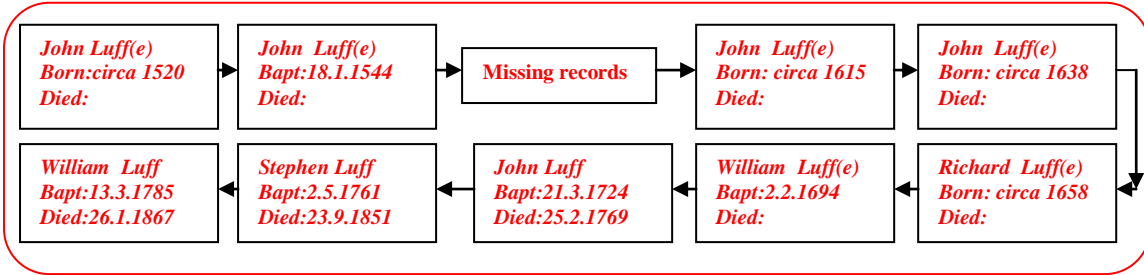 John Luff(e)
Born:circa 1520
Died:
John Luff(e)
Bapt:18.1.1544
Died:
Missing records
John Luff(e)
Born: circa 1615
Died:
John Luff(e)
Born: circa 1638
Died:
Richard Luff(e)
Born: circa 1658
Died:
William Luff(e)
Bapt:2.2.1694
Died:
John Luff
Bapt:21.3.1724
Died:25.2.1769
Stephen Luff
Bapt:2.5.1761
Died:23.9.1851
William Luff
Bapt:13.3.1785
Died:26.1.1867